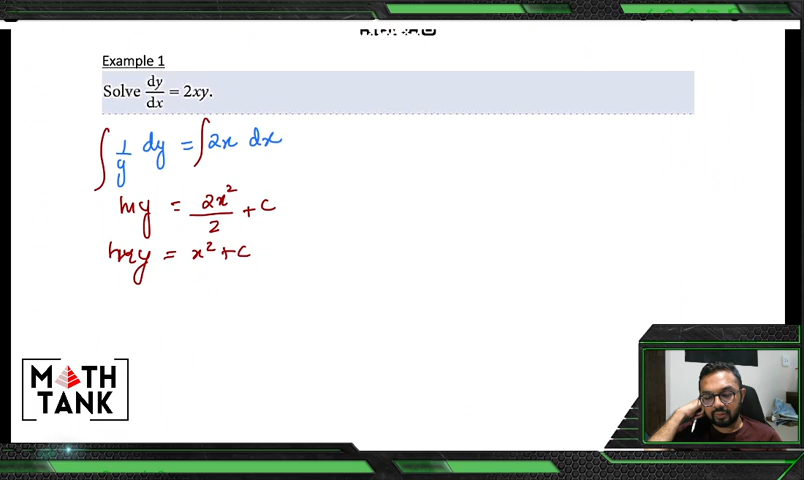 Example 1
Solve dy/dx = 2xy.
∫ 1/y dy = ∫ 2x dx
ln y = 2x²/2 + c
ln y = x² + c
MATH
TANK